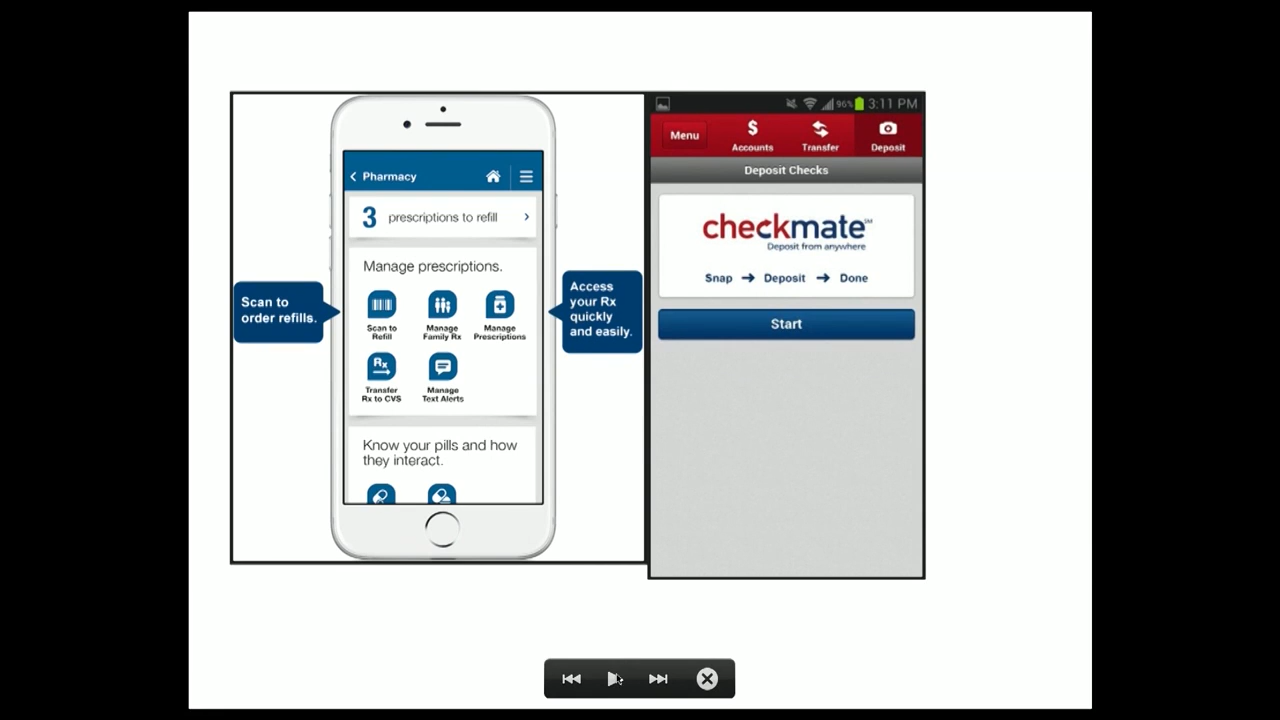 Pharmacy
3 prescriptions to refill
Manage prescriptions.
Scan to
Refill
Manage
Family Rx
Manage
Prescriptions
Rx
Transfer
Rx to CVS
Manage
Text Alerts
Know your pills and how
they interact.
Scan to
order refills.
Access
your Rx
quickly
and easily.
96% 3:11 PM
Menu
$
Accounts
Transfer
Deposit
Deposit Checks
checkmate SM
Deposit from anywhere
Snap → Deposit → Done
Start